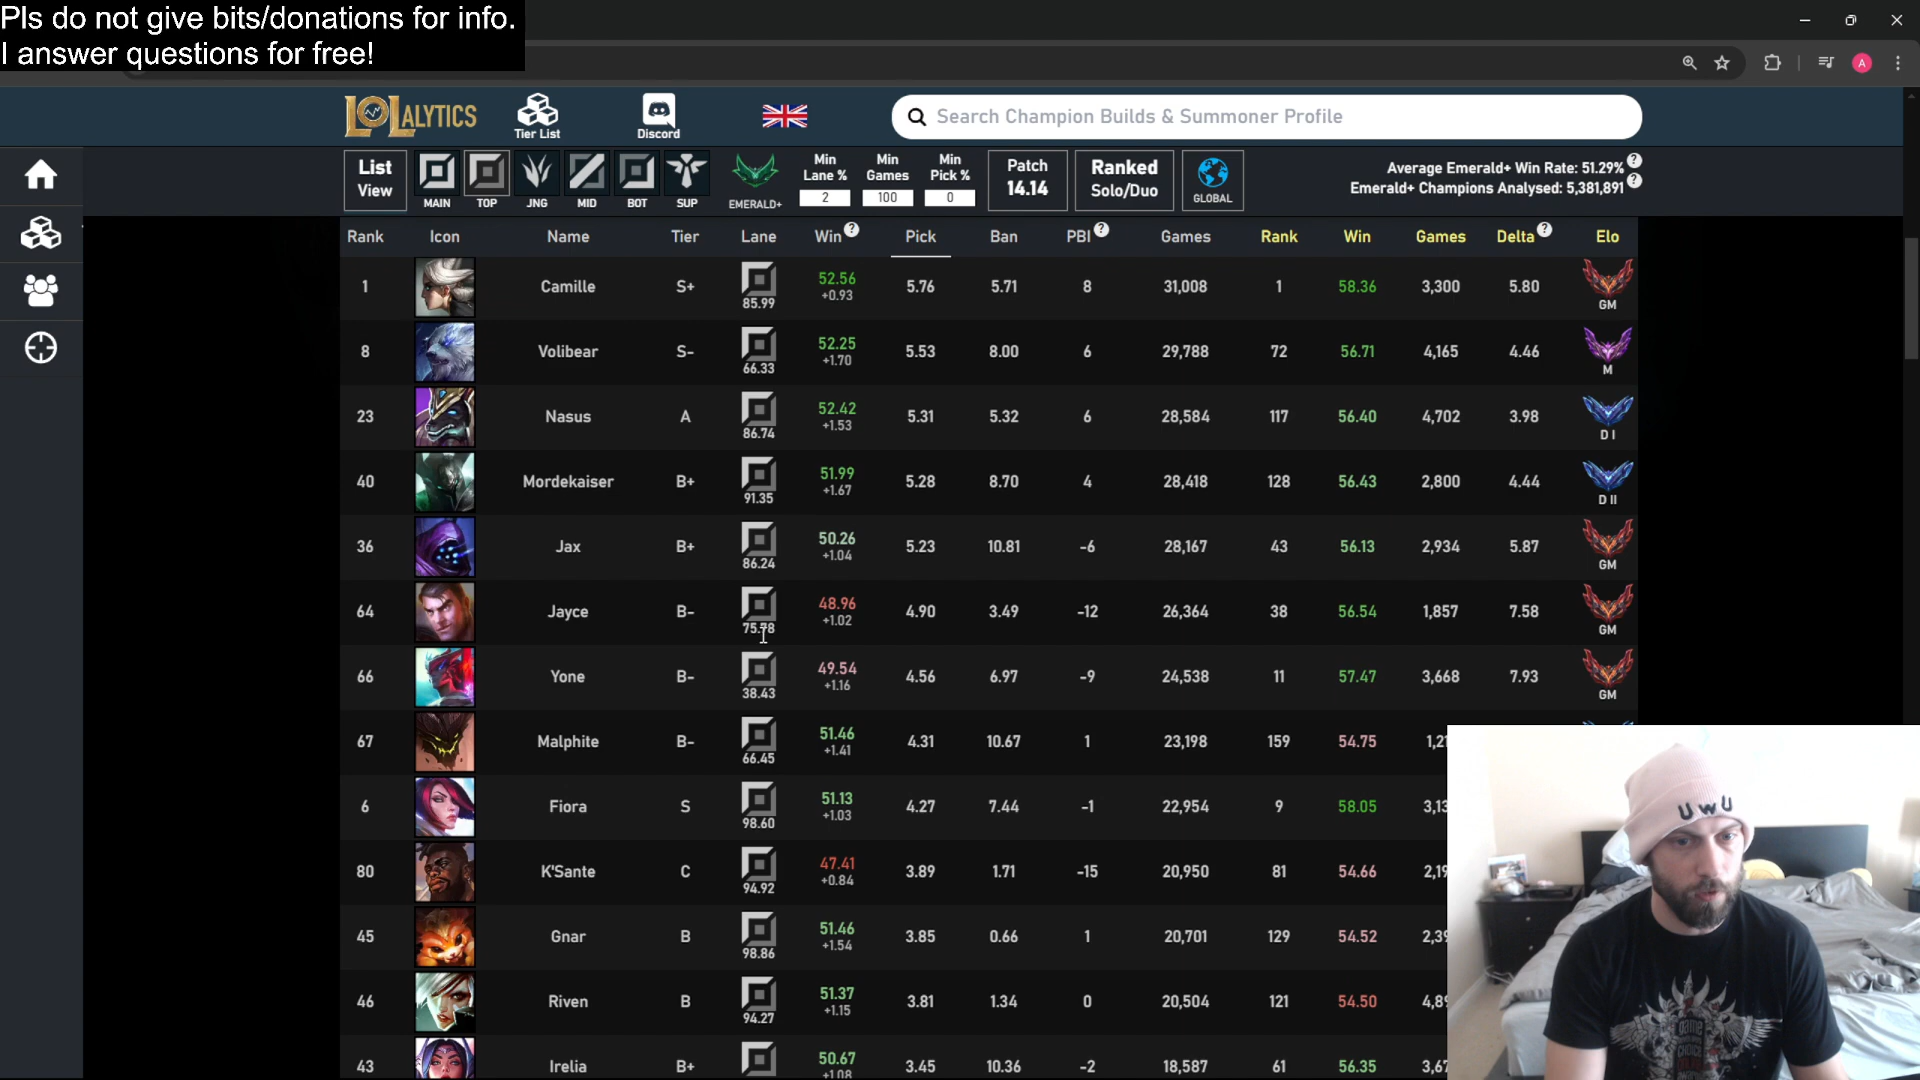 Pls do not give bits/donations for info.
I answer questions for free!
A
LOLALYTICS
Tier List
Discord
Search Champion Builds & Summoner Profile
List View
MAIN
TOP
JNG
MID
BOT
SUP
EMERALD+
Min Lane %
2
Min Games
100
Min Pick %
0
Patch 14.14
Ranked Solo/Duo
GLOBAL
Average Emerald+ Win Rate: 51.29% ?
Emerald+ Champions Analysed: 5,381,891 ?
Rank Icon Name Tier Lane Win ? Pick Ban PBI ? Games Rank Win Games Delta ? Elo
1 Camille S+ 85.99 52.56 +0.93 5.76 5.71 8 31,008 1 58.36 3,300 5.80 GM
8 Volibear S- 66.33 52.25 +1.70 5.53 8.00 6 29,788 72 56.71 4,165 4.46 M
23 Nasus A 86.74 52.42 +1.53 5.31 5.32 6 28,584 117 56.40 4,702 3.98 D I
40 Mordekaiser B+ 91.35 51.99 +1.67 5.28 8.70 4 28,418 128 56.43 2,800 4.44 D II
36 Jax B+ 86.24 50.26 +1.04 5.23 10.81 -6 28,167 43 56.13 2,934 5.87 GM
64 Jayce B- 75.78 48.96 +1.02 4.90 3.49 -12 26,364 38 56.54 1,857 7.58 GM
66 Yone B- 38.43 49.54 +1.16 4.56 6.97 -9 24,538 11 57.47 3,668 7.93 GM
67 Malphite B- 66.45 51.46 +1.41 4.31 10.67 1 23,198 159 54.75 1,21
6 Fiora S 98.60 51.13 +1.03 4.27 7.44 -1 22,954 9 58.05 3,13
80 K'Sante C 94.92 47.41 +0.84 3.89 1.71 -15 20,950 81 54.66 2,19
45 Gnar B 98.86 51.46 +1.54 3.85 0.66 1 20,701 129 54.52 2,39
46 Riven B 94.27 51.37 +1.15 3.81 1.34 0 20,504 121 54.50 4,89
43 Irelia B+ 50.67 +1.08 3.45 10.36 -2 18,587 61 56.35 3,67
UWU